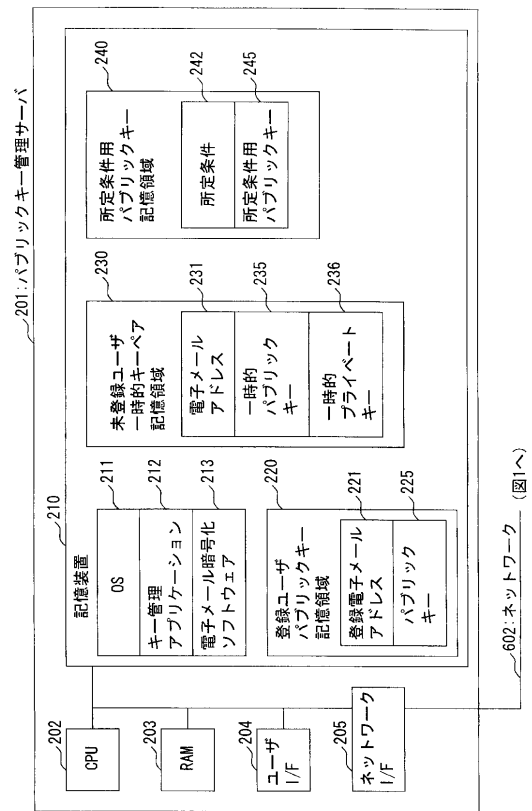 201:パブリックキー管理サーバ
202
CPU
203
RAM
204
ユーザ
I/F
205
ネットワーク
I/F
210
記憶装置
211
OS
212
キー管理
アプリケーション
213
電子メール暗号化
ソフトウェア
220
登録ユーザ
パブリックキー
記憶領域
221
登録電子メール
アドレス
225
パブリック
キー
230
未登録ユーザ
一時的キーペア
記憶領域
231
電子メール
アドレス
235
一時的
パブリック
キー
236
一時的
プライベート
キー
240
所定条件用
パブリックキー
記憶領域
242
所定条件
245
所定条件用
パブリックキー
602:ネットワーク (図1へ)